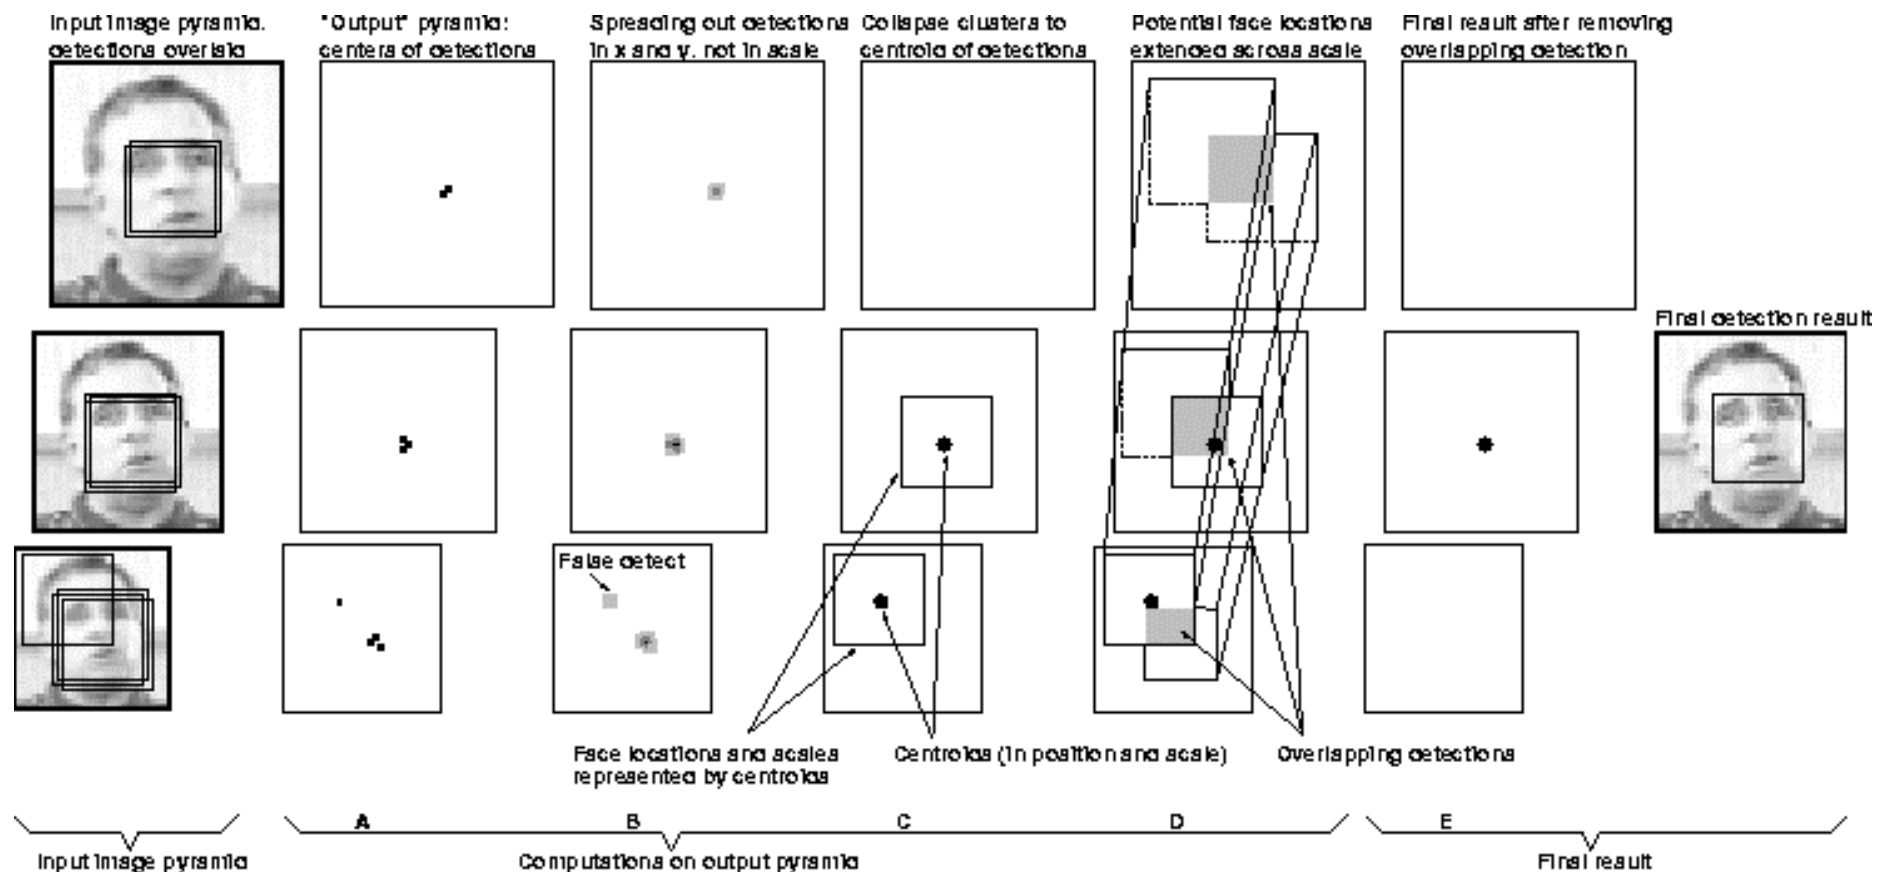 Input image pyramid,
detections overlaid
"Output" pyramid:
centers of detections
Spreading out detections
in x and y, not in scale
Collapse clusters to
centroid of detections
Potential face locations
extended across scale
Final result after removing
overlapping detection
Final detection result
False detect
Face locations and scales
represented by centroids
Centroids (in position and scale)
Overlapping detections
A
B
C
D
E
Input image pyramid
Computations on output pyramid
Final result